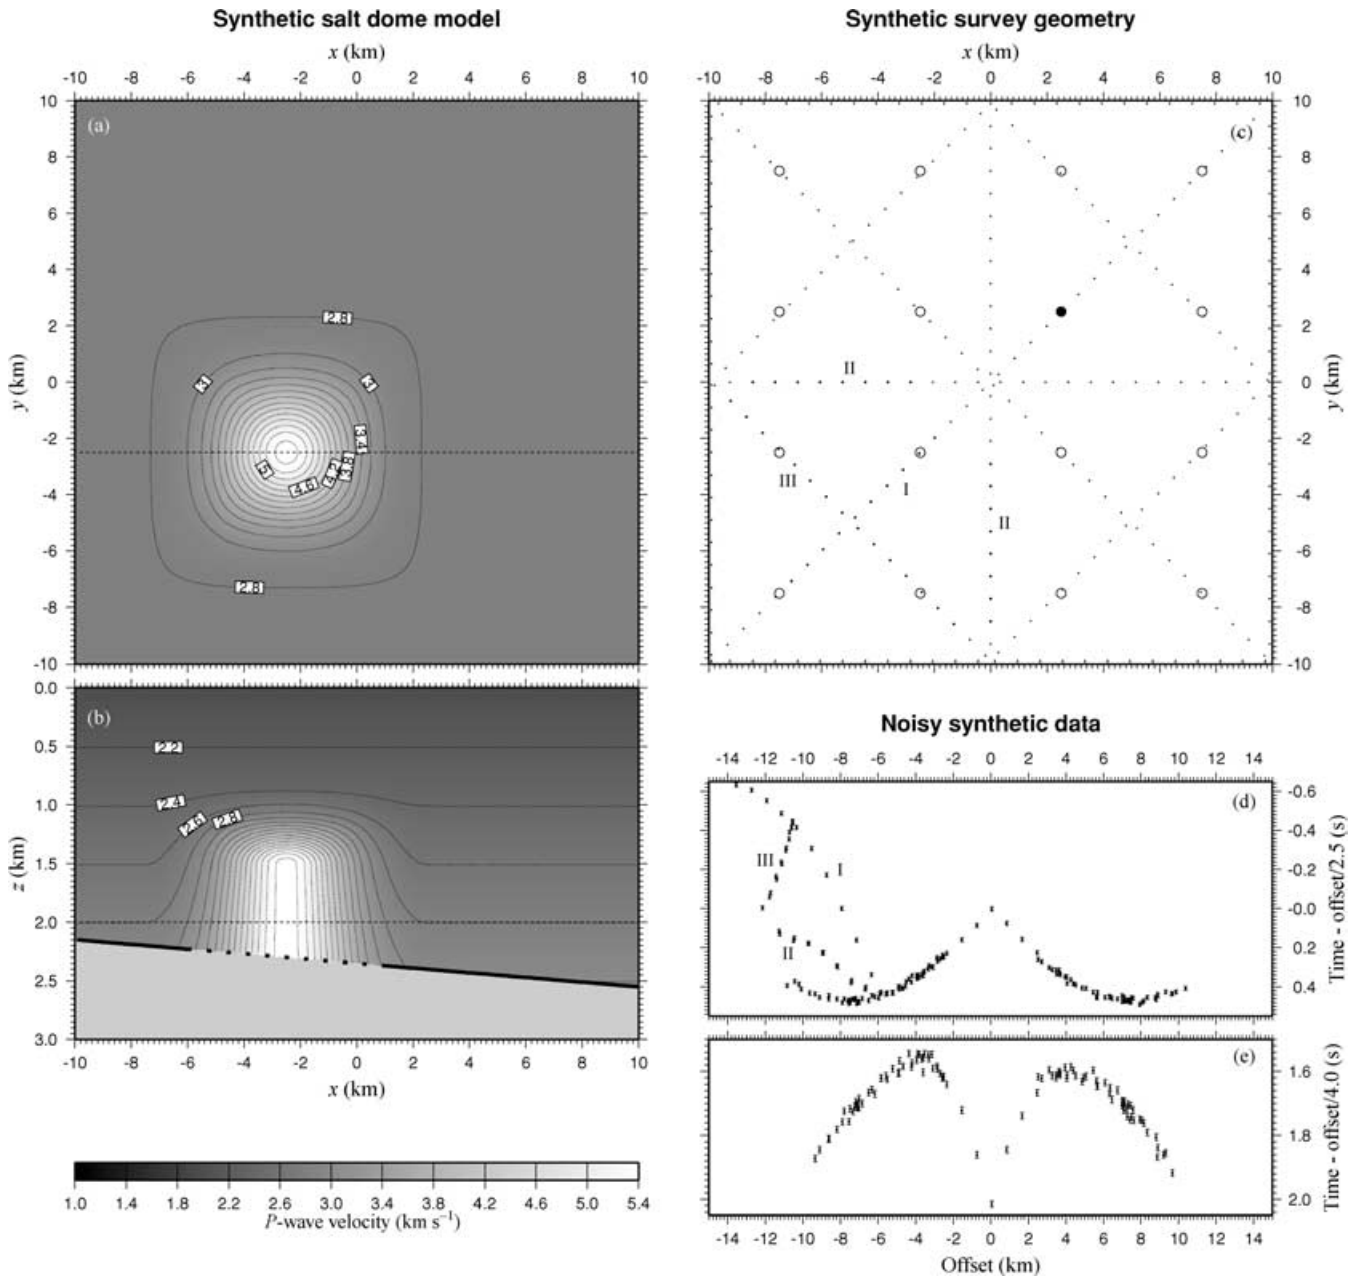 Synthetic salt dome model
x (km)
-10 -8 -6 -4 -2 0 2 4 6 8 10
(a)
10
8
6
4
2
0
-2
-4
-6
-8
-10
y (km)
2.8
3
3
3.4
3.8
4.2
4.6
5
2.8
(b)
0.0
0.5
1.0
1.5
2.0
2.5
3.0
z (km)
2.2
2.4
2.6
2.8
-10 -8 -6 -4 -2 0 2 4 6 8 10
x (km)
1.0 1.4 1.8 2.2 2.6 3.0 3.4 3.8 4.2 4.6 5.0 5.4
P-wave velocity (km s⁻¹)
Synthetic survey geometry
x (km)
-10 -8 -6 -4 -2 0 2 4 6 8 10
(c)
10
8
6
4
2
0
-2
-4
-6
-8
-10
y (km)
II
III
I
II
Noisy synthetic data
-14 -12 -10 -8 -6 -4 -2 0 2 4 6 8 10 12 14
(d)
-0.6
-0.4
-0.2
-0.0
0.2
0.4
Time - offset/2.5 (s)
III
I
II
(e)
1.6
1.8
2.0
Time - offset/4.0 (s)
-14 -12 -10 -8 -6 -4 -2 0 2 4 6 8 10 12 14
Offset (km)